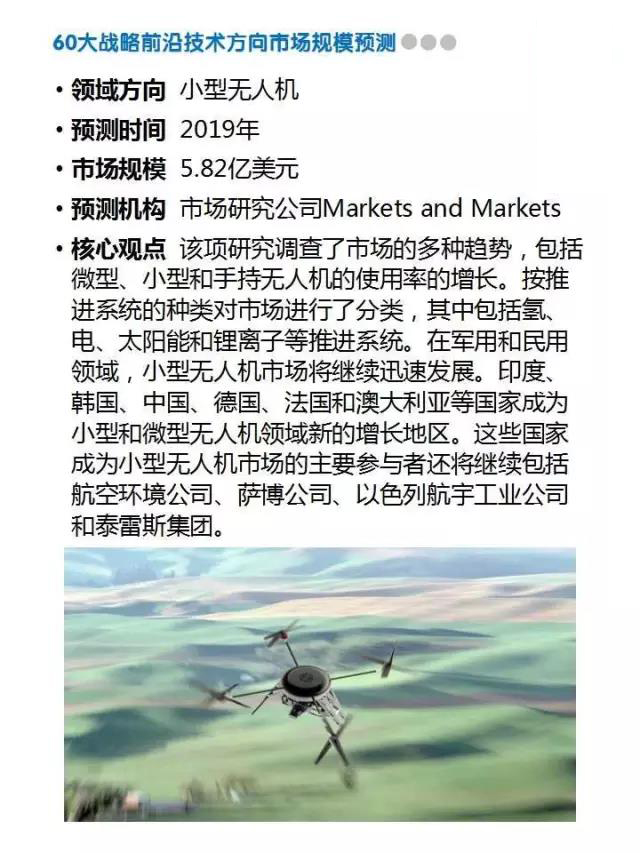 60大战略前沿技术方向市场规模预测
• 领域方向 小型无人机
• 预测时间 2019年
• 市场规模 5.82亿美元
• 预测机构 市场研究公司Markets and Markets
• 核心观点 该项研究调查了市场的多种趋势，包括
微型、小型和手持无人机的使用率的增长。按推
进系统的种类对市场进行了分类，其中包括氢、
电、太阳能和锂离子等推进系统。在军用和民用
领域，小型无人机市场将继续迅速发展。印度、
韩国、中国、德国、法国和澳大利亚等国家成为
小型和微型无人机领域新的增长地区。这些国家
成为小型无人机市场的主要参与者还将继续包括
航空环境公司、萨博公司、以色列航宇工业公司
和泰雷斯集团。